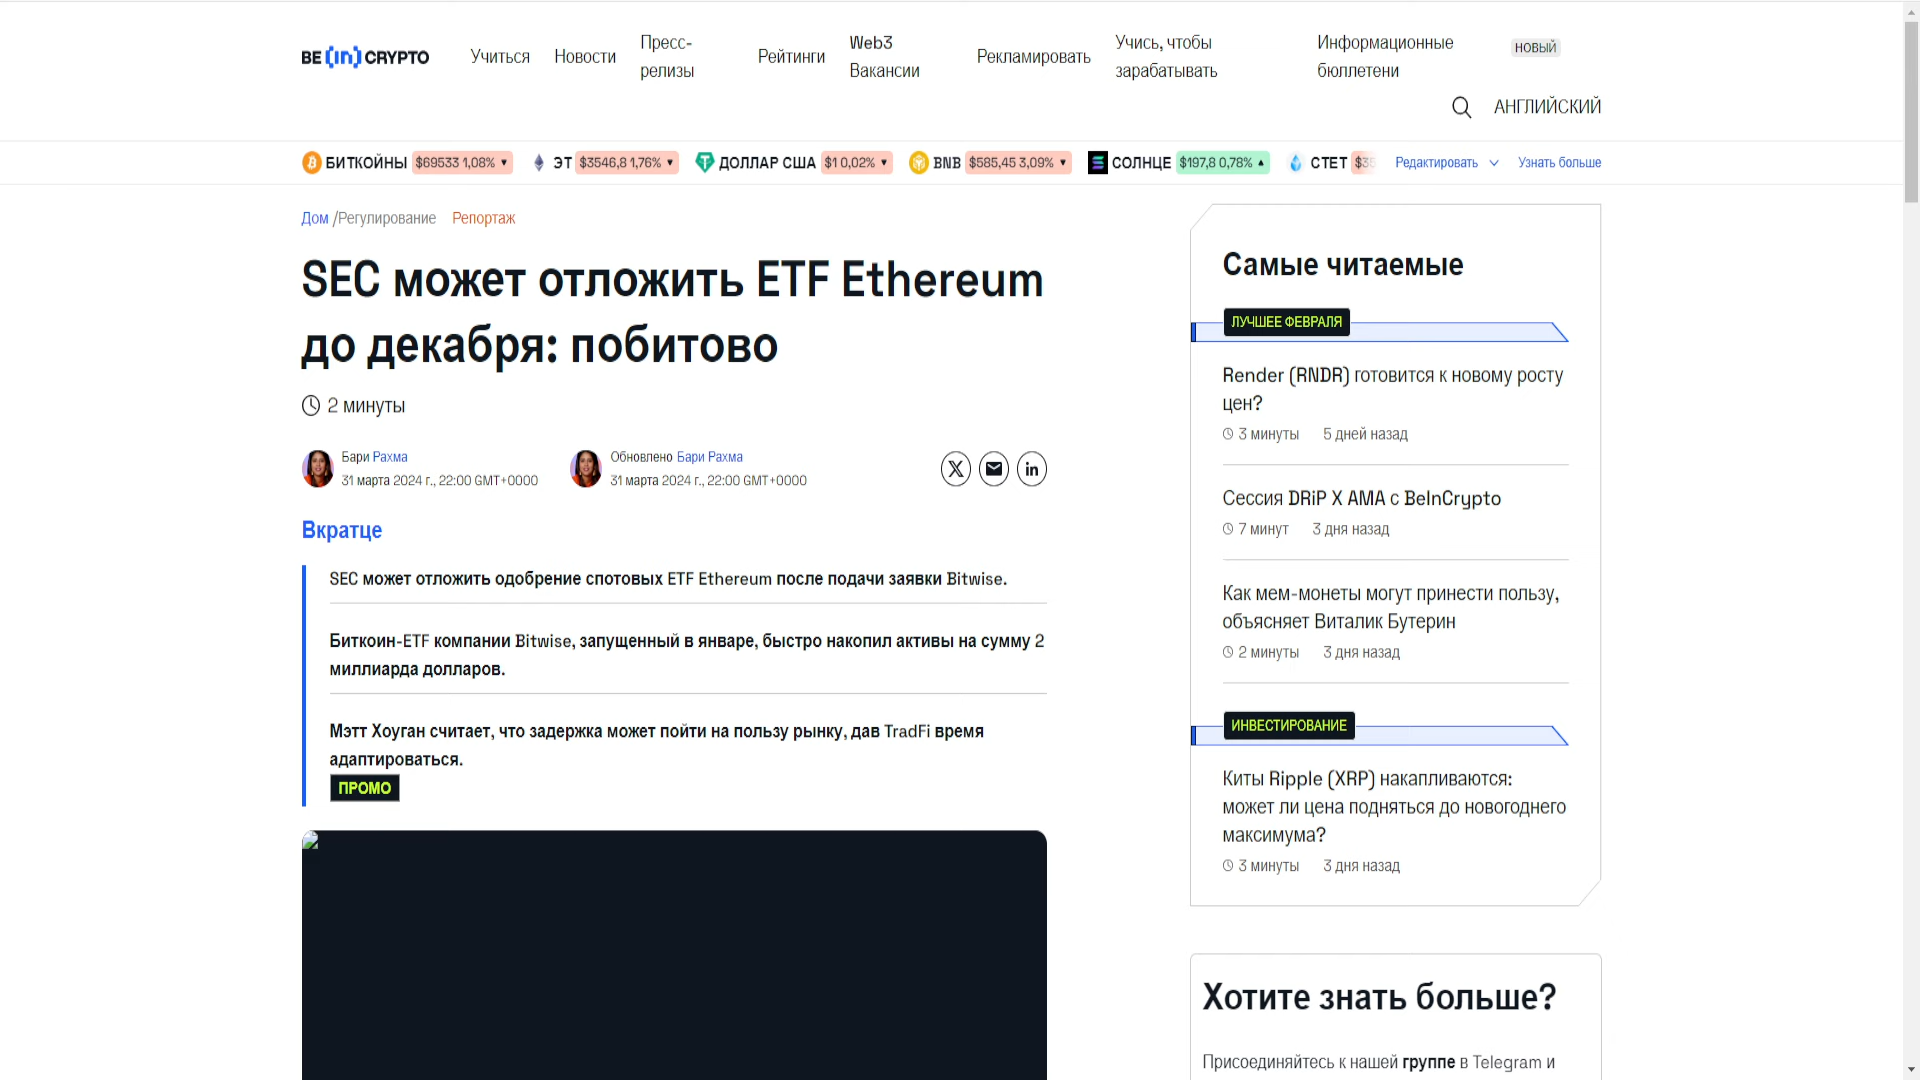 BE[in]CRYPTO
Учиться
Новости
Пресс-
релизы
Рейтинги
Web3
Вакансии
Рекламировать
Учись, чтобы
зарабатывать
Информационные
бюллетени
НОВЫЙ
АНГЛИЙСКИЙ
БИТКОЙНЫ $69533 1,08% ▼
ЭТ $3546,8 1,76% ▼
ДОЛЛАР США $1 0,02% ▼
BNB $585,45 3,09% ▼
СОЛНЦЕ $197,8 0,78% ▲
СТЕТ $35
Редактировать
Узнать больше
Дом /Регулирование Репортаж
SEC может отложить ETF Ethereum
до декабря: побитово
2 минуты
Бари Рахма
31 марта 2024 г., 22:00 GMT+0000
Обновлено Бари Рахма
31 марта 2024 г., 22:00 GMT+0000
Вкратце
SEC может отложить одобрение спотовых ETF Ethereum после подачи заявки Bitwise.
Биткоин-ETF компании Bitwise, запущенный в январе, быстро накопил активы на сумму 2
миллиарда долларов.
Мэтт Хоуган считает, что задержка может пойти на пользу рынку, дав TradFi время
адаптироваться.
ПРОМО
Самые читаемые
ЛУЧШЕЕ ФЕВРАЛЯ
Render (RNDR) готовится к новому росту
цен?
3 минуты 5 дней назад
Сессия DRiP X AMA с BeInCrypto
7 минут 3 дня назад
Как мем-монеты могут принести пользу,
объясняет Виталик Бутерин
2 минуты 3 дня назад
ИНВЕСТИРОВАНИЕ
Киты Ripple (XRP) накапливаются:
может ли цена подняться до новогоднего
максимума?
3 минуты 3 дня назад
Хотите знать больше?
Присоединяйтесь к нашей группе в Telegram и